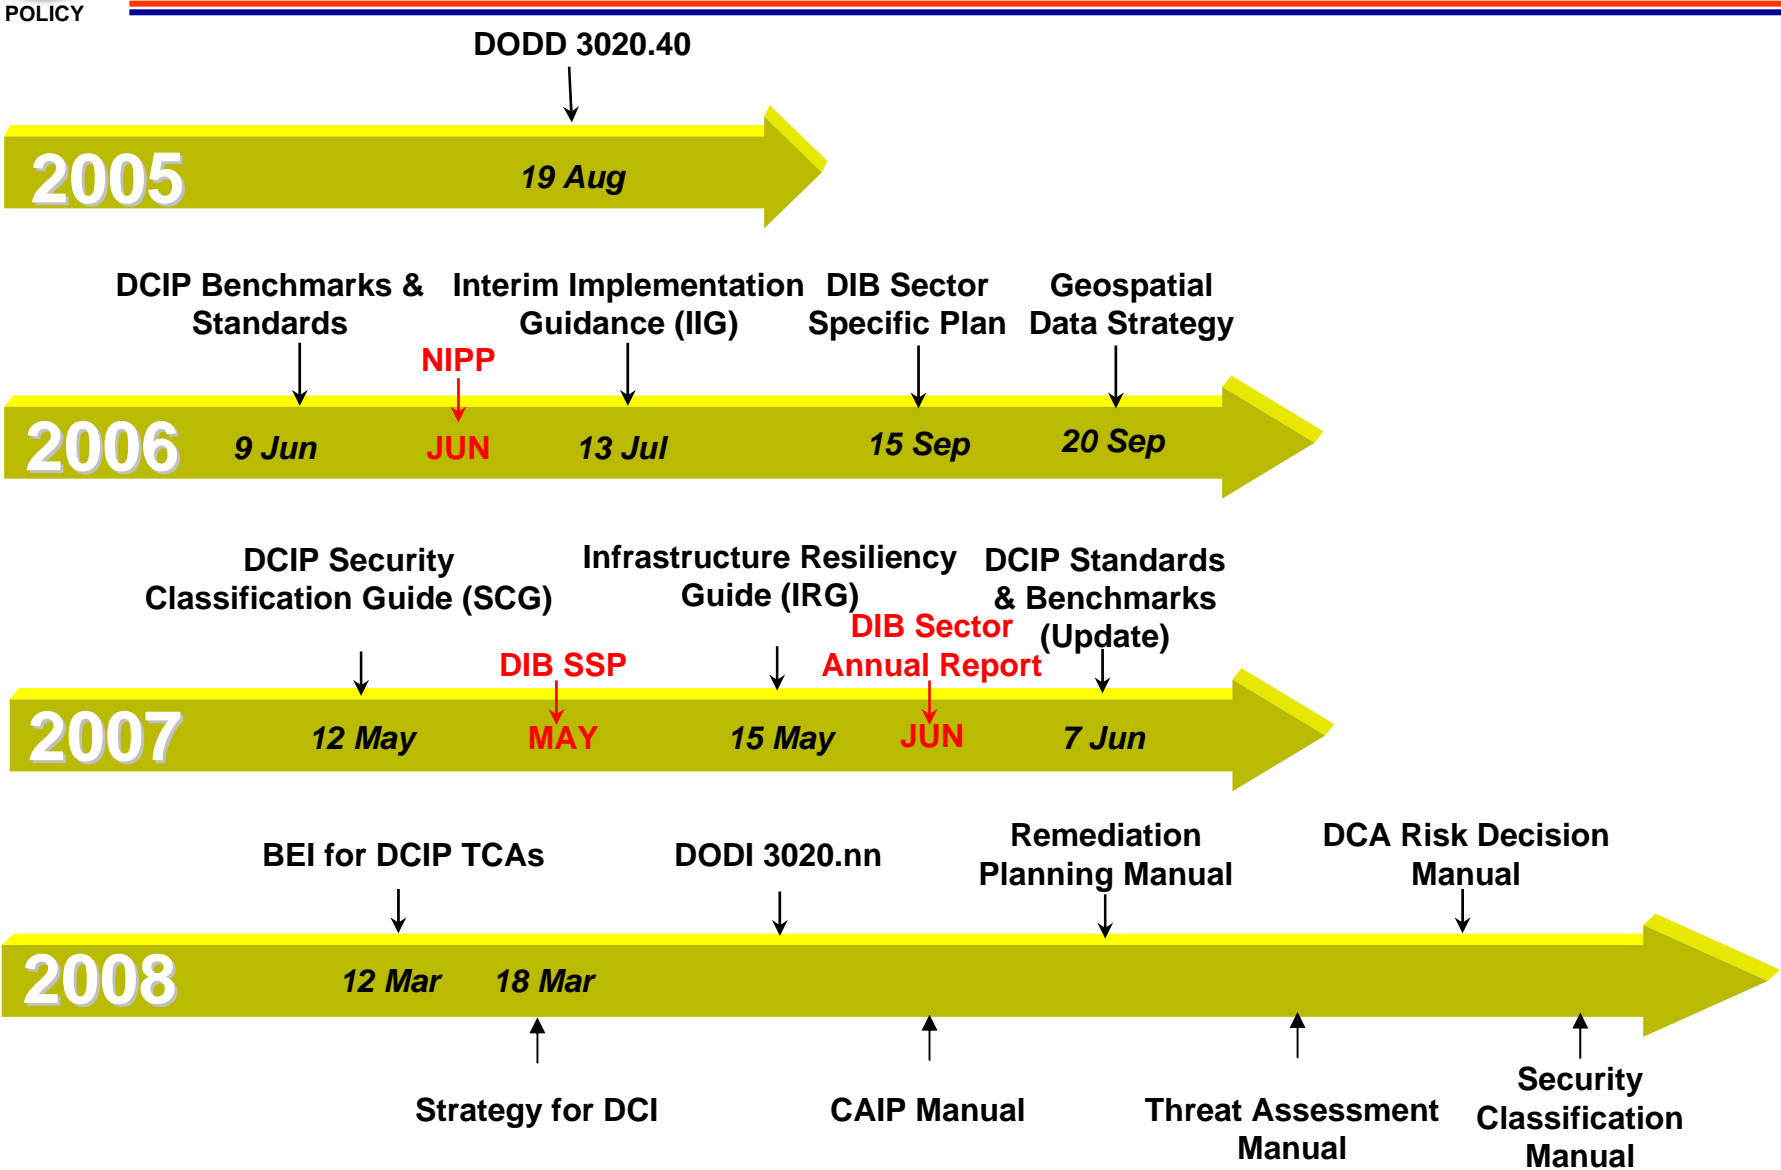 POLICY
DODD 3020.40
2005
19 Aug
DCIP Benchmarks &
Standards
Interim Implementation
Guidance (IIG)
DIB Sector
Specific Plan
Geospatial
Data Strategy
NIPP
2006
9 Jun
JUN
13 Jul
15 Sep
20 Sep
DCIP Security
Classification Guide (SCG)
Infrastructure Resiliency
Guide (IRG)
DCIP Standards
& Benchmarks
(Update)
DIB SSP
DIB Sector
Annual Report
2007
12 May
MAY
15 May
JUN
7 Jun
BEI for DCIP TCAs
DODI 3020.nn
Remediation
Planning Manual
DCA Risk Decision
Manual
2008
12 Mar
18 Mar
Strategy for DCI
CAIP Manual
Threat Assessment
Manual
Security
Classification
Manual